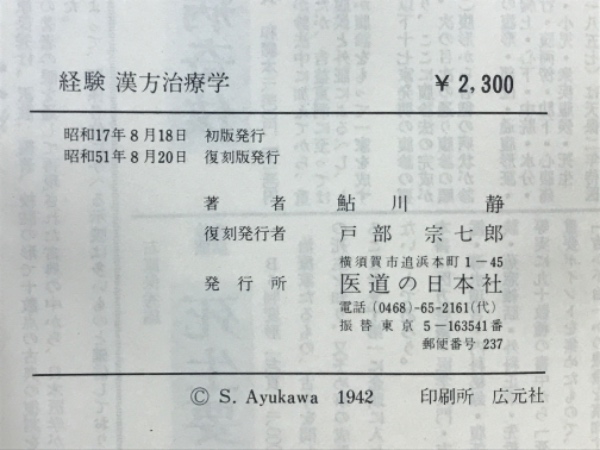 経験 漢方治療学 ¥2,300
昭和17年8月18日 初版発行
昭和51年8月20日 復刻版発行
著者 鮎川静
復刻発行者 戸部宗七郎
横須賀市追浜本町1-45
発行所 医道の日本社
電話(0468)-65-2161(代)
振替東京5-163541番
郵便番号237
© S. Ayukawa 1942 印刷所 広元社